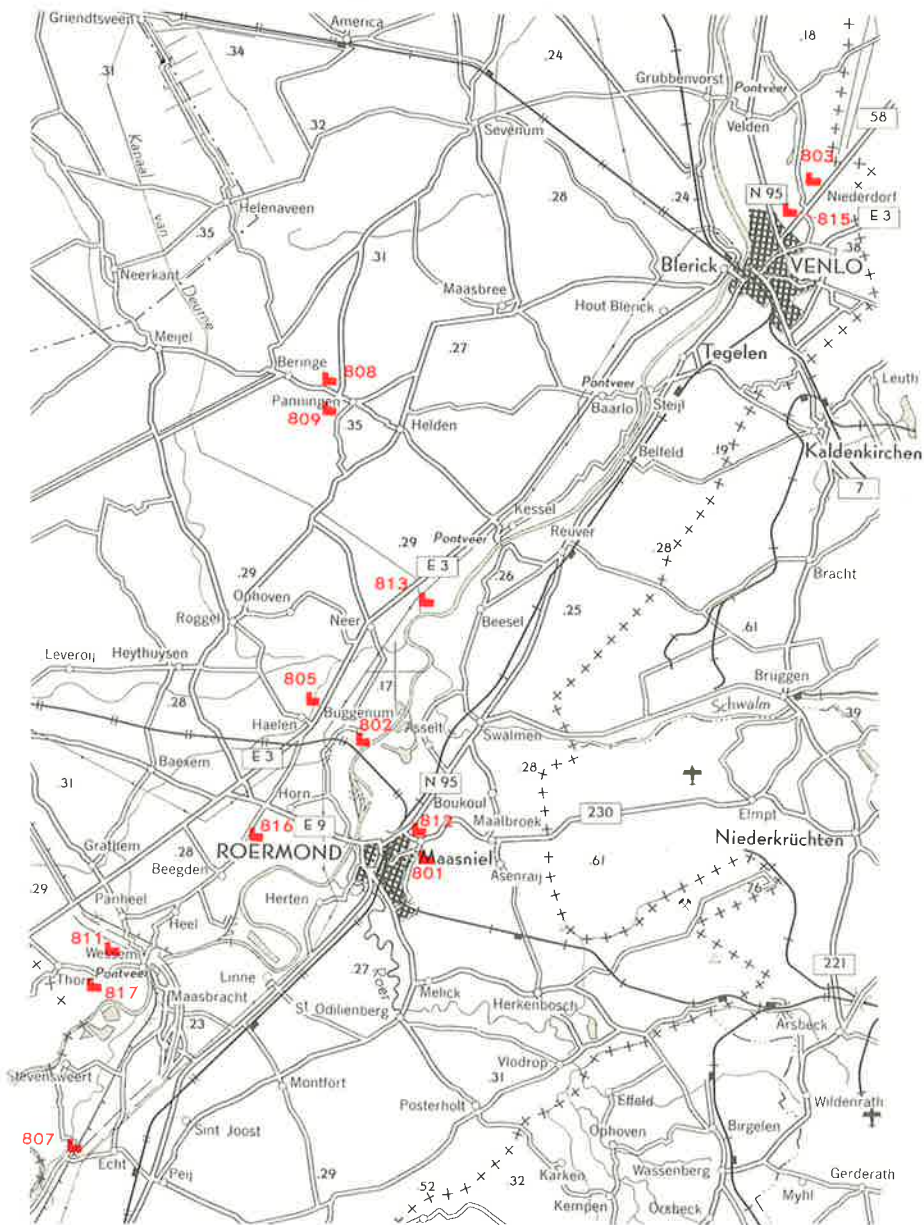 Griendtsveen
America
.34
.31
.24
.18
Grubbenvorst
Pontveer
Velden
58
.32
Sevenum
Kanaal
van
Deurne
803
N 95
Niederdorf
E 3
815
.28
.24
Helenaveen
.35
.38
Blerick
VENLO
Neerkant
.31
Maasbree
Hout Blerick
Meijel
.27
Tegelen
Beringe
808
Panningen
809
.35
Helden
Pontveer
Baarlo
Steijl
Leuth
Belfeld
.19
Kaldenkirchen
7
Kessel
Pontveer
Reuver
.29
E 3
.28
.26
Bracht
813
.29
Ophoven
Roggel
Neer
Beesel
.25
.61
Leveroij
Heythuysen
805
.17
Brüggen
.28
Buggenum
Haelen
802
Asselt
Swalmen
Schwalm
.39
E 3
Baexem
28
N 95
.31
Horn
Boukoul
230
Elmpt
816
E 9
812
Maalbroek
Niederkrüchten
Grathem
.28
ROERMOND
Maasniel
.61
Beegden
801
Asenraij
76
.29
Panheel
Herten
Heel
811
Wessem
221
Thorn
Pontveer
Linne
.27
Roer
817
Maasbracht
Melick
Herkenbosch
23
St Odiliënberg
Arsbeck
Vlodrop
Stevensweert
.31
Montfort
Posterholt
Effeld
Wildenrath
Sint Joost
Ophoven
Birgelen
807
Echt
Peij
.29
Karken
Wassenberg
Gerderath
.52
.32
Kempen
Orsbeck
Myhl